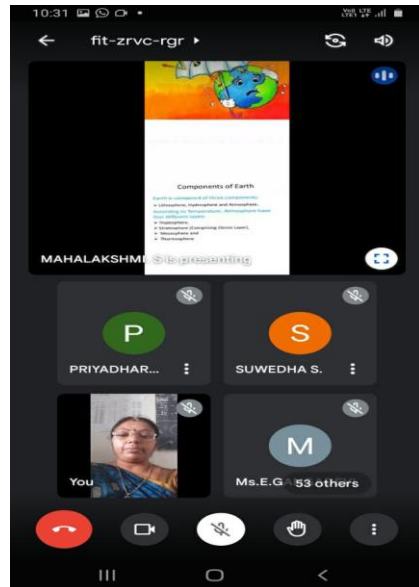 10:31
fit-zrvc-rgr
Components of Earth
Earth is composed of three components:
➢ Lithosphere, Hydrosphere and Atmosphere.
According to Temperature, Atmosphere have
four different layers:
➢ Troposphere,
➢ Stratosphere (Comprising Ozone Layer),
➢ Mesosphere and
➢ Thermosphere
MAHALAKSHMI. S is presenting
P
PRIYADHAR...
S
SUWEDHA S.
You
M
Ms.E.GA
53 others